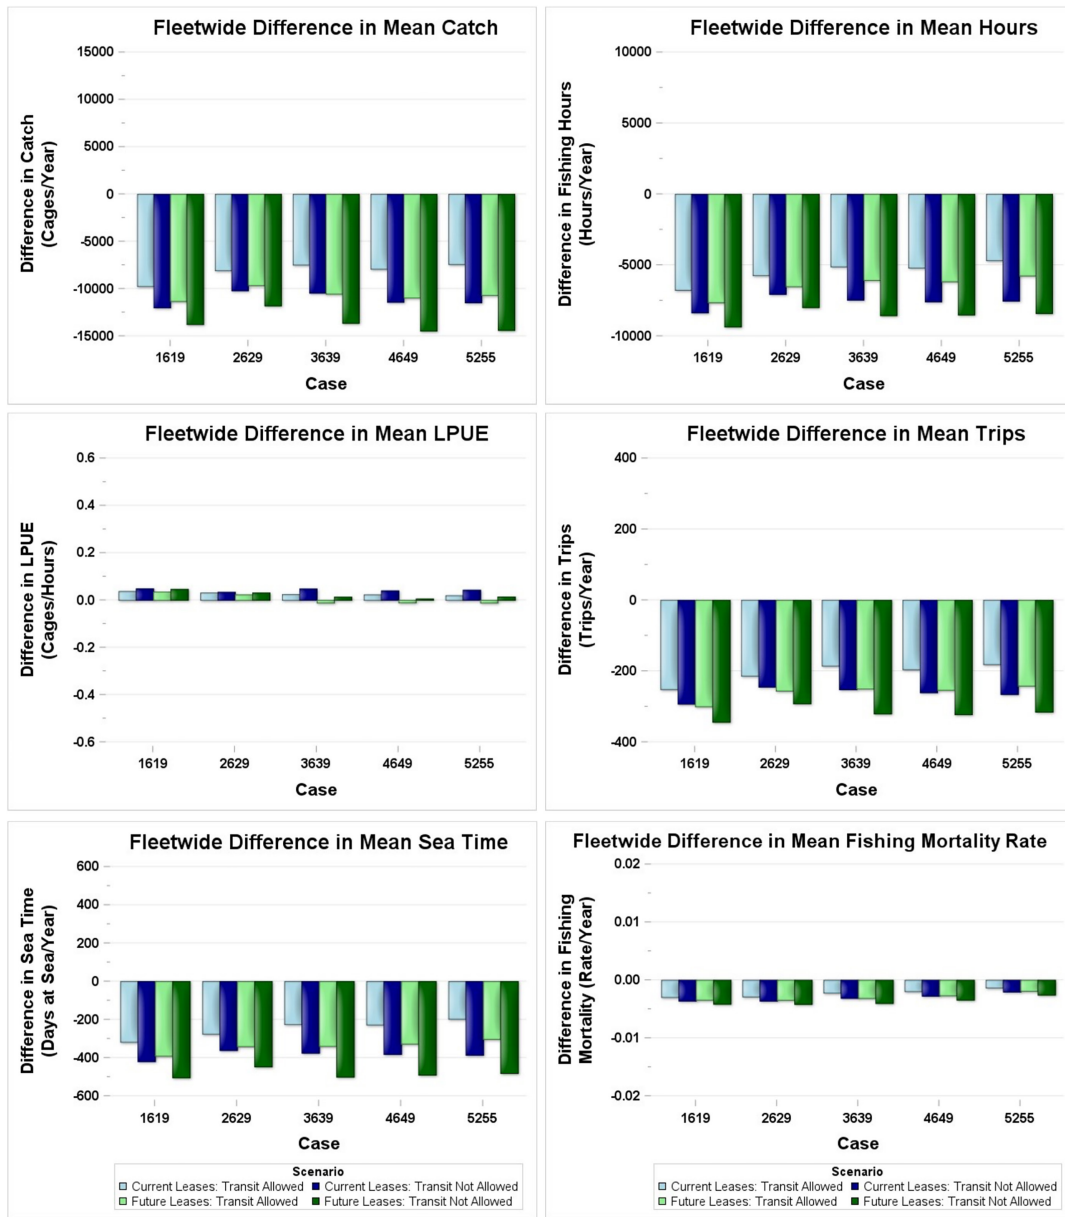 Fleetwide Difference in Mean Catch
Difference in Catch
(Cages/Year)
15000
10000
5000
0
-5000
-10000
-15000
1619 2629 3639 4649 5255
Case
Fleetwide Difference in Mean Hours
Difference in Fishing Hours
(Hours/Year)
10000
5000
0
-5000
-10000
1619 2629 3639 4649 5255
Case
Fleetwide Difference in Mean LPUE
Difference in LPUE
(Cages/Hours)
0.6
0.4
0.2
0.0
-0.2
-0.4
-0.6
1619 2629 3639 4649 5255
Case
Fleetwide Difference in Mean Trips
Difference in Trips
(Trips/Year)
400
200
0
-200
-400
1619 2629 3639 4649 5255
Case
Fleetwide Difference in Mean Sea Time
Difference in Sea Time
(Days at Sea/Year)
600
400
200
0
-200
-400
-600
1619 2629 3639 4649 5255
Case
Scenario
Current Leases: Transit Allowed Current Leases: Transit Not Allowed
Future Leases: Transit Allowed Future Leases: Transit Not Allowed
Fleetwide Difference in Mean Fishing Mortality Rate
Difference in Fishing
Mortality (Rate/Year)
0.02
0.01
0.00
-0.01
-0.02
1619 2629 3639 4649 5255
Case
Scenario
Current Leases: Transit Allowed Current Leases: Transit Not Allowed
Future Leases: Transit Allowed Future Leases: Transit Not Allowed